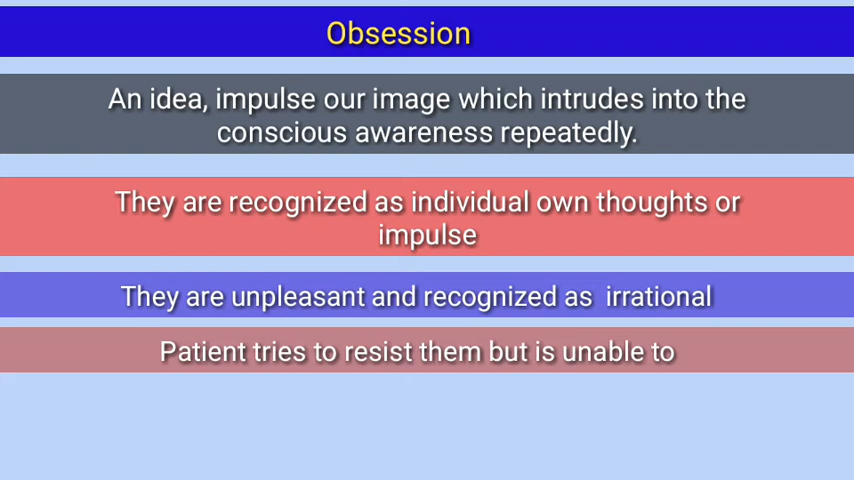 Obsession
An idea, impulse our image which intrudes into the
conscious awareness repeatedly.
They are recognized as individual own thoughts or
impulse
They are unpleasant and recognized as irrational
Patient tries to resist them but is unable to